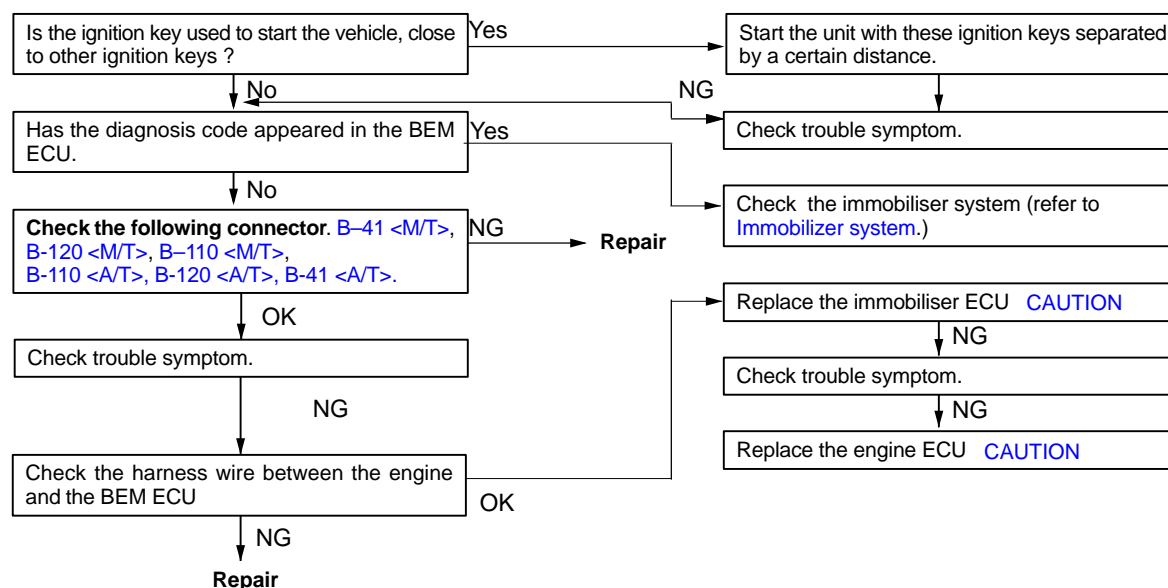 Is the ignition key used to start the vehicle, close
to other ignition keys ?
Yes
Start the unit with these ignition keys separated
by a certain distance.
No
NG
Has the diagnosis code appeared in the BEM
ECU.
Yes
Check trouble symptom.
No
Check the immobiliser system (refer to
Immobilizer system.)
Check the following connector. B–41 <M/T>,
B-120 <M/T>, B–110 <M/T>,
B-110 <A/T>, B-120 <A/T>, B-41 <A/T>.
NG
Repair
OK
Replace the immobiliser ECU CAUTION
NG
Check trouble symptom.
Check trouble symptom.
NG
NG
Replace the engine ECU CAUTION
Check the harness wire between the engine
and the BEM ECU
OK
NG
Repair